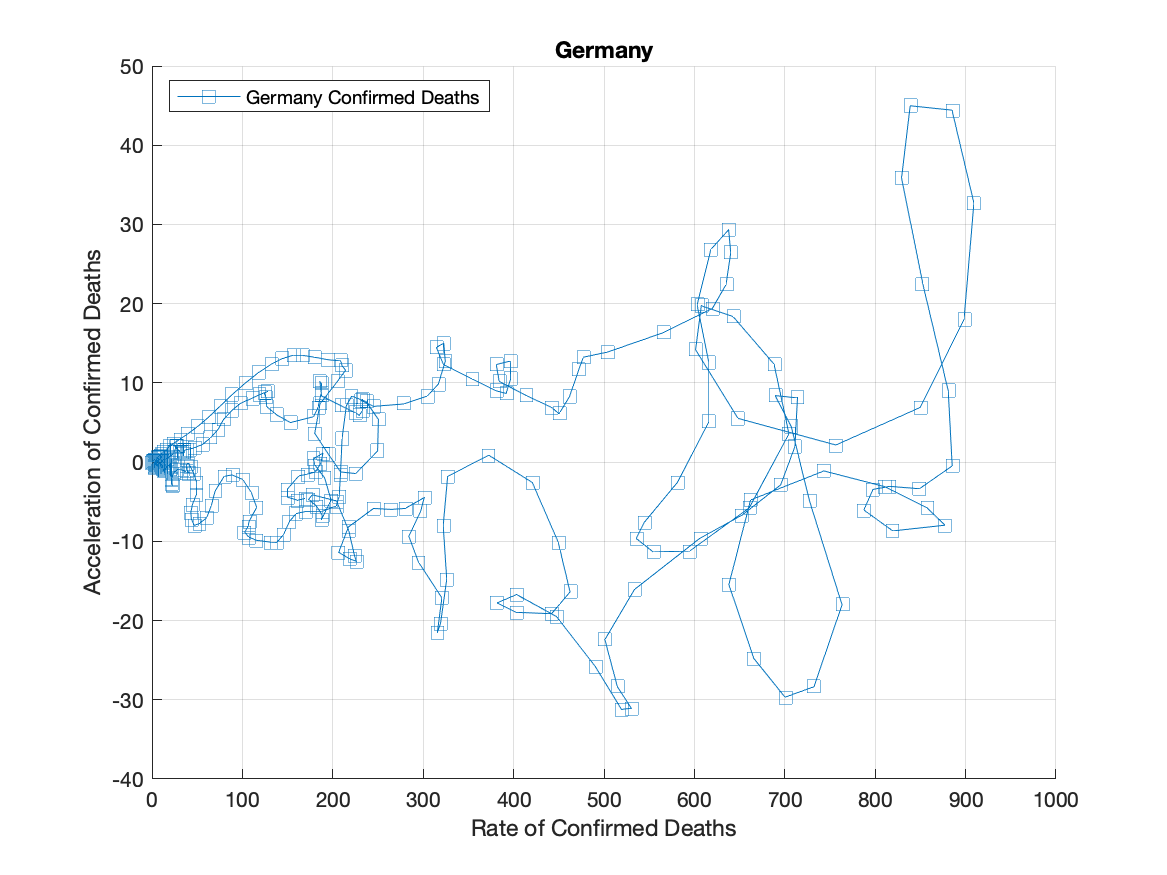 Germany
Germany Confirmed Deaths
50
40
30
20
10
0
-10
-20
-30
-40
Acceleration of Confirmed Deaths
0 100 200 300 400 500 600 700 800 900 1000
Rate of Confirmed Deaths